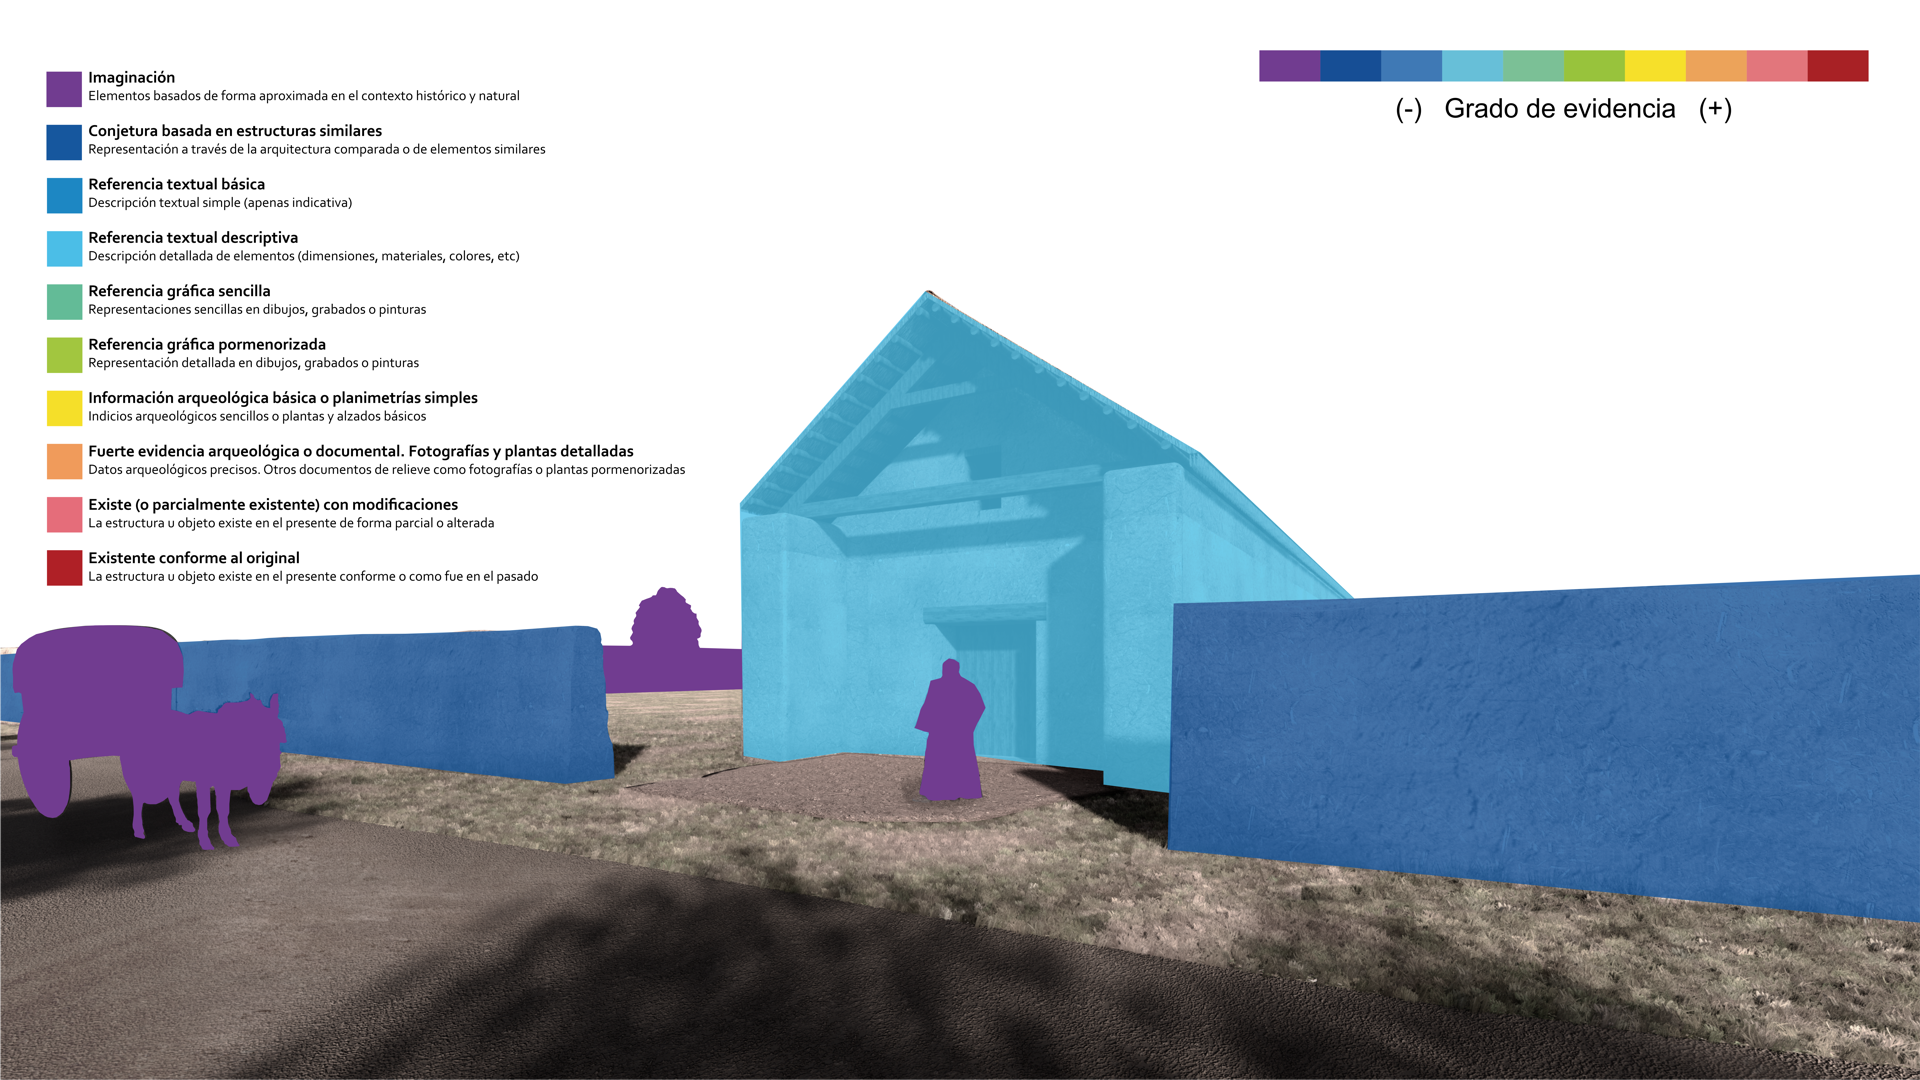 Imaginación
Elementos basados de forma aproximada en el contexto histórico y natural
Conjetura basada en estructuras similares
Representación a través de la arquitectura comparada o de elementos similares
Referencia textual básica
Descripción textual simple (apenas indicativa)
Referencia textual descriptiva
Descripción detallada de elementos (dimensiones, materiales, colores, etc)
Referencia gráfica sencilla
Representaciones sencillas en dibujos, grabados o pinturas
Referencia gráfica pormenorizada
Representación detallada en dibujos, grabados o pinturas
Información arqueológica básica o planimetrías simples
Indicios arqueológicos sencillos o plantas y alzados básicos
Fuerte evidencia arqueológica o documental. Fotografías y plantas detalladas
Datos arqueológicos precisos. Otros documentos de relieve como fotografías o plantas pormenorizadas
Existe (o parcialmente existente) con modificaciones
La estructura u objeto existe en el presente de forma parcial o alterada
Existente conforme al original
La estructura u objeto existe en el presente conforme o como fue en el pasado
(-) Grado de evidencia (+)